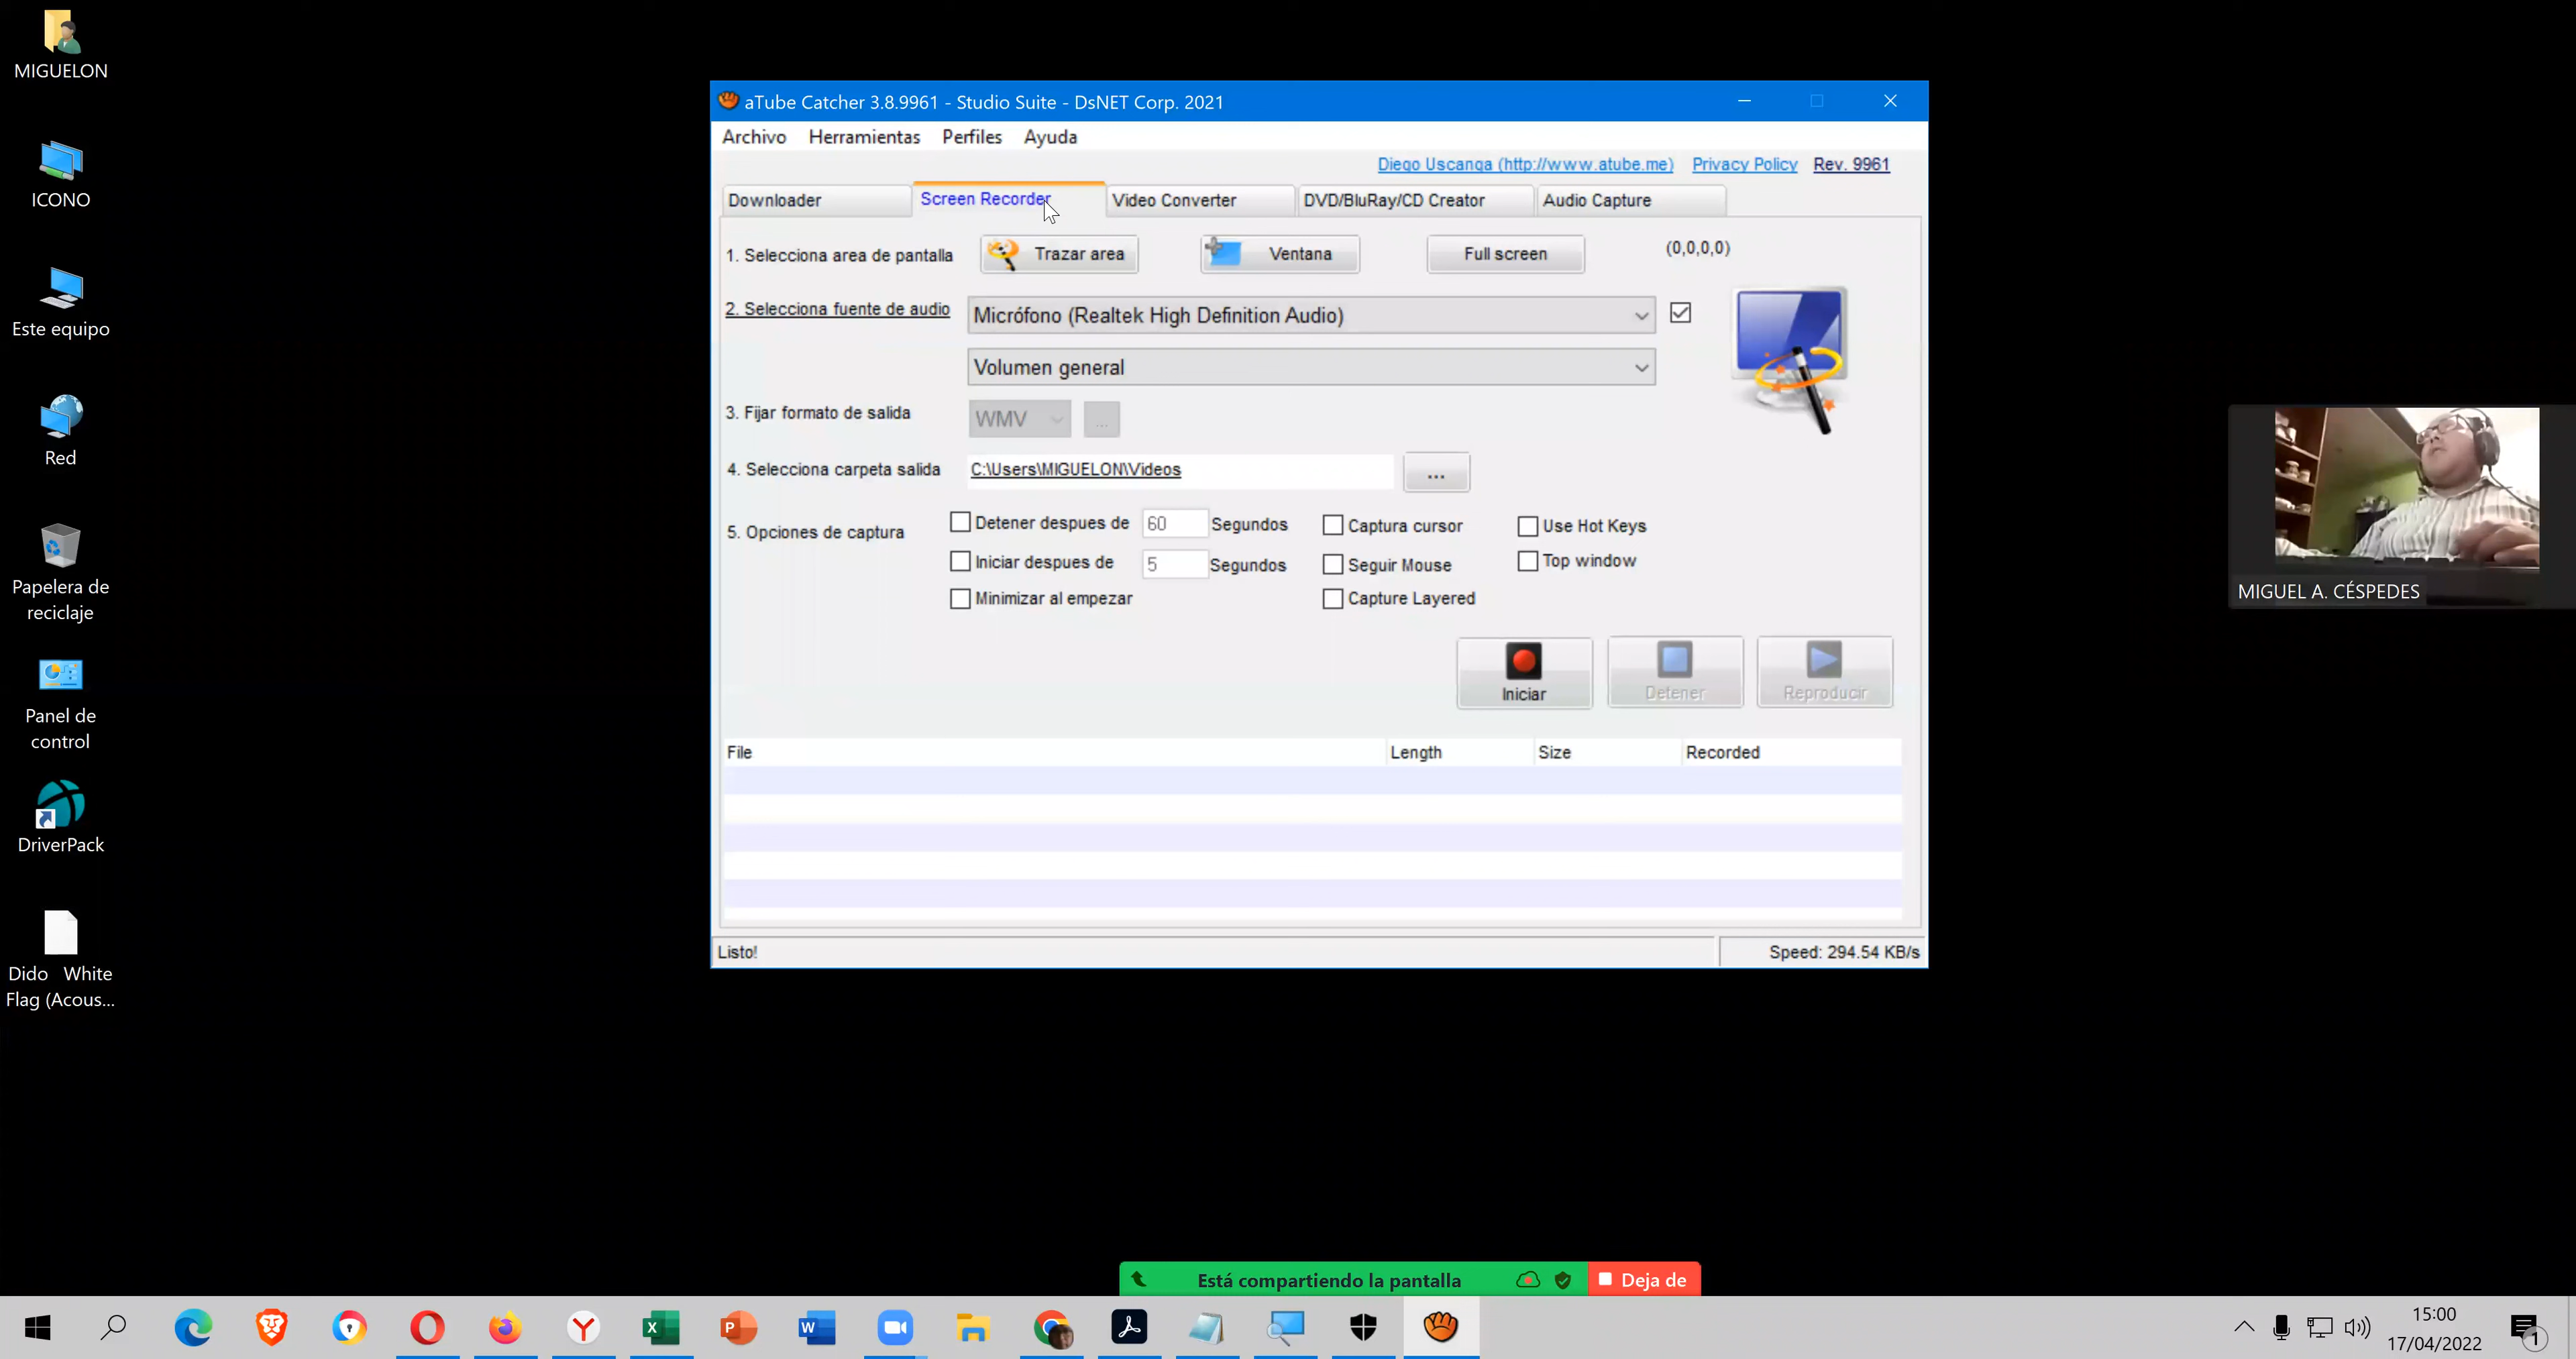 MIGUELON
ICONO
Este equipo
Red
Papelera de
reciclaje
Panel de
control
DriverPack
Dido White
Flag (Acous...
aTube Catcher 3.8.9961 - Studio Suite - DsNET Corp. 2021
Archivo Herramientas Perfiles Ayuda
Diego Uscanga (http://www.atube.me) Privacy Policy Rev. 9961
Downloader Screen Recorder Video Converter DVD/BluRay/CD Creator Audio Capture
1. Selecciona area de pantalla Trazar area Ventana Full screen (0,0,0,0)
2. Selecciona fuente de audio Micrófono (Realtek High Definition Audio)
Volumen general
3. Fijar formato de salida WMV ...
4. Selecciona carpeta salida C:\Users\MIGUELON\Videos ...
5. Opciones de captura
Detener despues de 60 Segundos Captura cursor Use Hot Keys
Iniciar despues de 5 Segundos Seguir Mouse Top window
Minimizar al empezar Capture Layered
Iniciar Detener Reproducir
File Length Size Recorded
Listo! Speed: 294.54 KB/s
MIGUEL A. CÉSPEDES
Está compartiendo la pantalla Deja de
15:00
17/04/2022
1